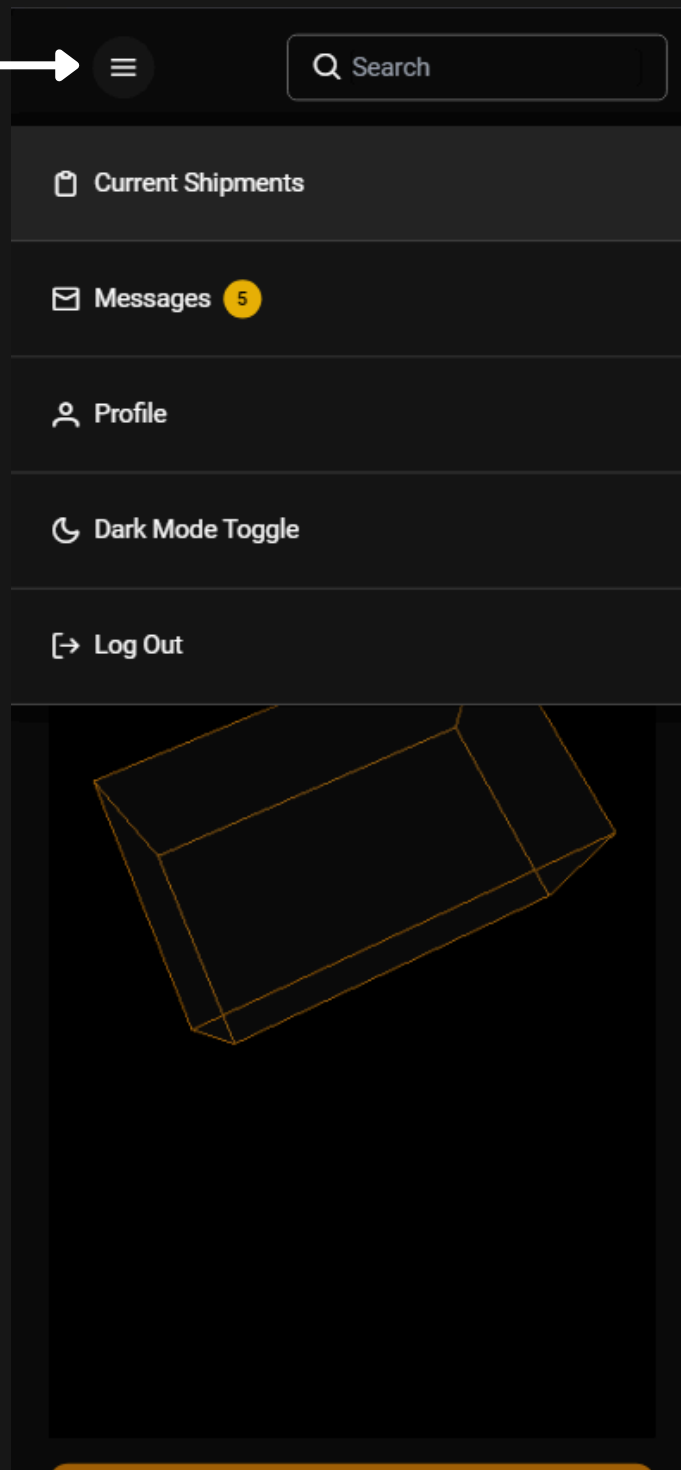 Search
Current Shipments
Messages 5
Profile
Dark Mode Toggle
Log Out